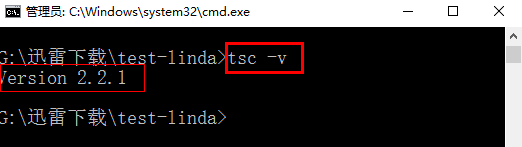 管理员: C:\Windows\system32\cmd.exe
G:\迅雷下载\test-linda>tsc -v
Version 2.2.1
G:\迅雷下载\test-linda>